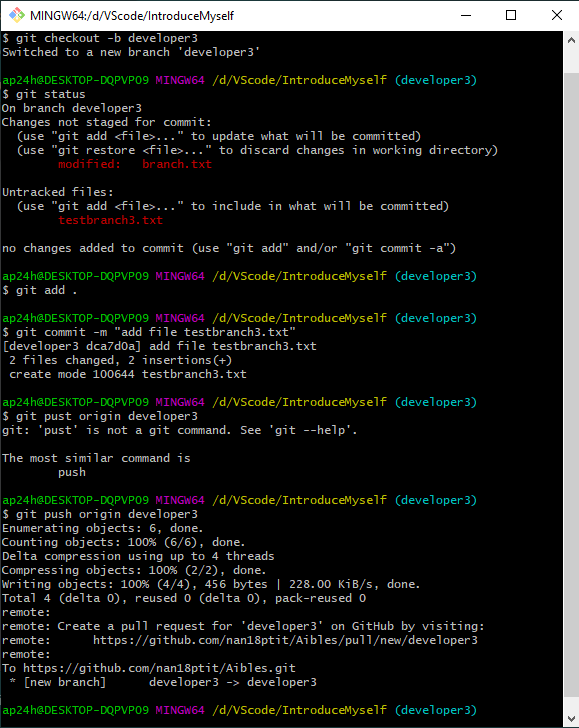 MINGW64:/d/VScode/IntroduceMyself
$ git checkout -b developer3
Switched to a new branch 'developer3'
ap24h@DESKTOP-DQPVPO9 MINGW64 /d/VScode/IntroduceMyself (developer3)
$ git status
On branch developer3
Changes not staged for commit:
  (use "git add <file>..." to update what will be committed)
  (use "git restore <file>..." to discard changes in working directory)
        modified:   branch.txt
Untracked files:
  (use "git add <file>..." to include in what will be committed)
        testbranch3.txt
no changes added to commit (use "git add" and/or "git commit -a")
ap24h@DESKTOP-DQPVPO9 MINGW64 /d/VScode/IntroduceMyself (developer3)
$ git add .
ap24h@DESKTOP-DQPVPO9 MINGW64 /d/VScode/IntroduceMyself (developer3)
$ git commit -m "add file testbranch3.txt"
[developer3 dca7d0a] add file testbranch3.txt
 2 files changed, 2 insertions(+)
 create mode 100644 testbranch3.txt
ap24h@DESKTOP-DQPVPO9 MINGW64 /d/VScode/IntroduceMyself (developer3)
$ git pust origin developer3
git: 'pust' is not a git command. See 'git --help'.
The most similar command is
        push
ap24h@DESKTOP-DQPVPO9 MINGW64 /d/VScode/IntroduceMyself (developer3)
$ git push origin developer3
Enumerating objects: 6, done.
Counting objects: 100% (6/6), done.
Delta compression using up to 4 threads
Compressing objects: 100% (2/2), done.
Writing objects: 100% (4/4), 456 bytes | 228.00 KiB/s, done.
Total 4 (delta 0), reused 0 (delta 0), pack-reused 0
remote:
remote: Create a pull request for 'developer3' on GitHub by visiting:
remote:      https://github.com/nan18ptit/Aibles/pull/new/developer3
remote:
To https://github.com/nan18ptit/Aibles.git
 * [new branch]      developer3 -> developer3
ap24h@DESKTOP-DQPVPO9 MINGW64 /d/VScode/IntroduceMyself (developer3)